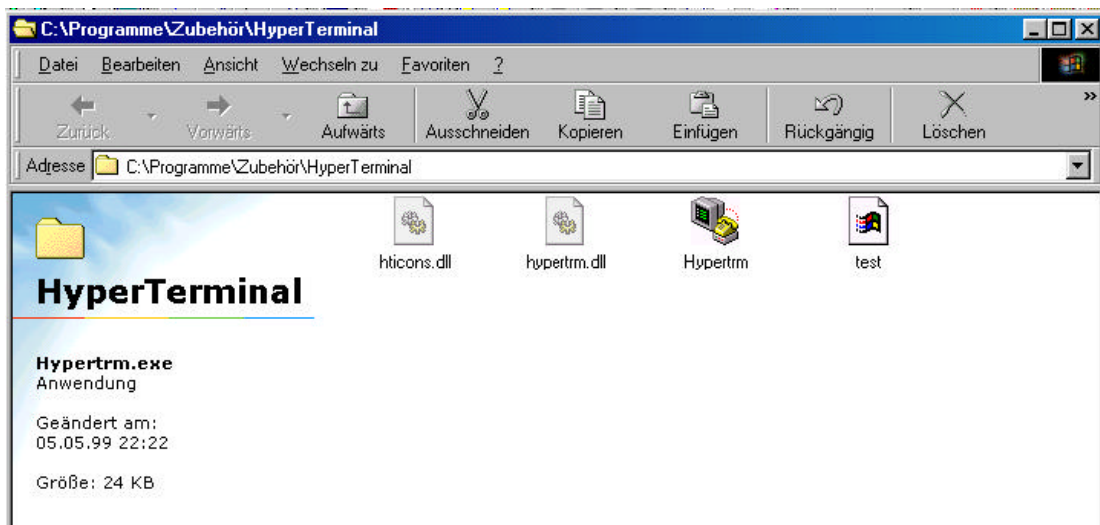 C:\Programme\Zubehör\HyperTerminal
Datei Bearbeiten Ansicht Wechseln zu Favoriten ?
Zurück Vorwärts Aufwärts Ausschneiden Kopieren Einfügen Rückgängig Löschen »
Adresse C:\Programme\Zubehör\HyperTerminal
hticons.dll hypertrm.dll Hypertrm test
HyperTerminal
Hypertrm.exe
Anwendung
Geändert am:
05.05.99 22:22
Größe: 24 KB